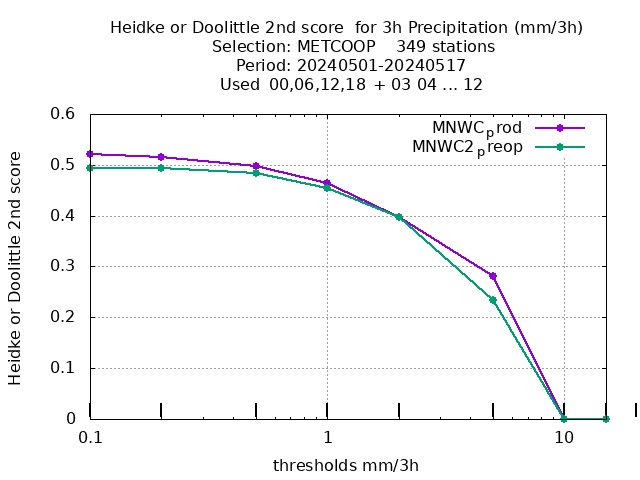 Heidke or Doolittle 2nd score  for 3h Precipitation (mm/3h)
Selection: METCOOP    349 stations
Period: 20240501-20240517
Used  00,06,12,18  + 03 04 ... 12
MNWCprod
MNWC2preop
Heidke or Doolittle 2nd score
0.6
0.5
0.4
0.3
0.2
0.1
0
0.1
1
10
thresholds mm/3h